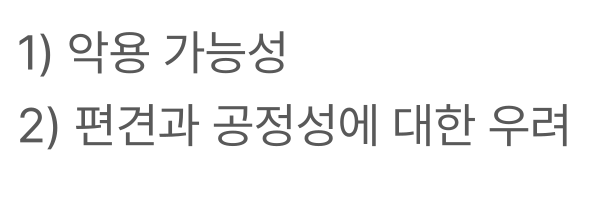 1) 악용 가능성
2) 편견과 공정성에 대한 우려